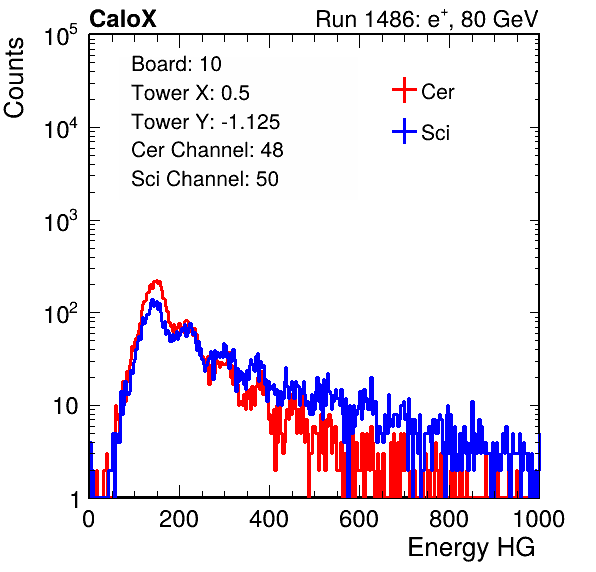 CaloX Run 1486: e⁺, 80 GeV
Counts
Board: 10
Tower X: 0.5
Tower Y: -1.125
Cer Channel: 48
Sci Channel: 50
Cer
Sci
10⁵
10⁴
10³
10²
10
1
0 200 400 600 800 1000
Energy HG